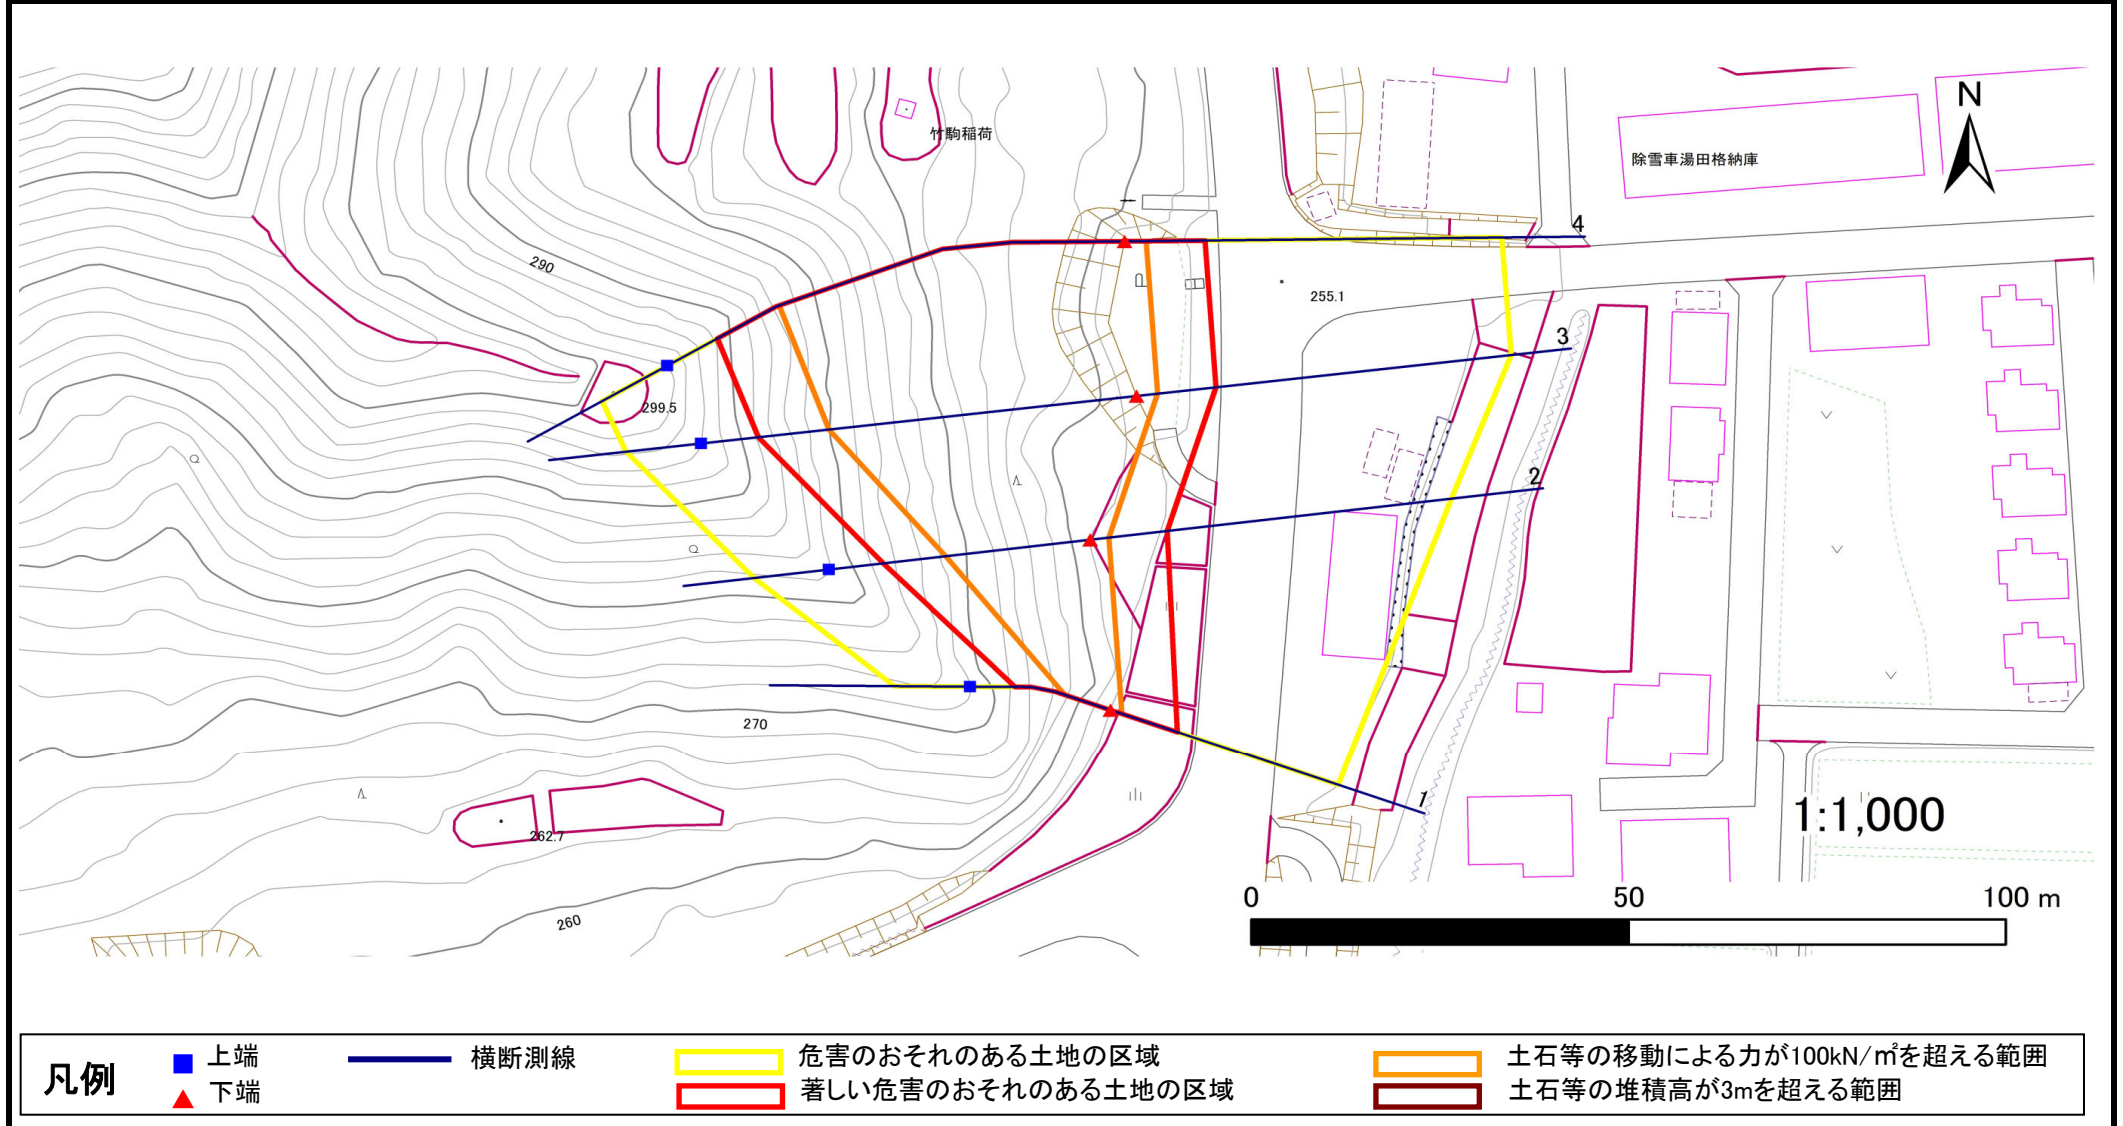 N
竹駒稲荷
除雪車湯田格納庫
4
290
255.1
3
299.5
2
270
1
262.7
260
1:1,000
0 50 100 m
凡例
上端
下端
横断測線
危害のおそれのある土地の区域
著しい危害のおそれのある土地の区域
土石等の移動による力が100kN/㎡を超える範囲
土石等の堆積高が3mを超える範囲